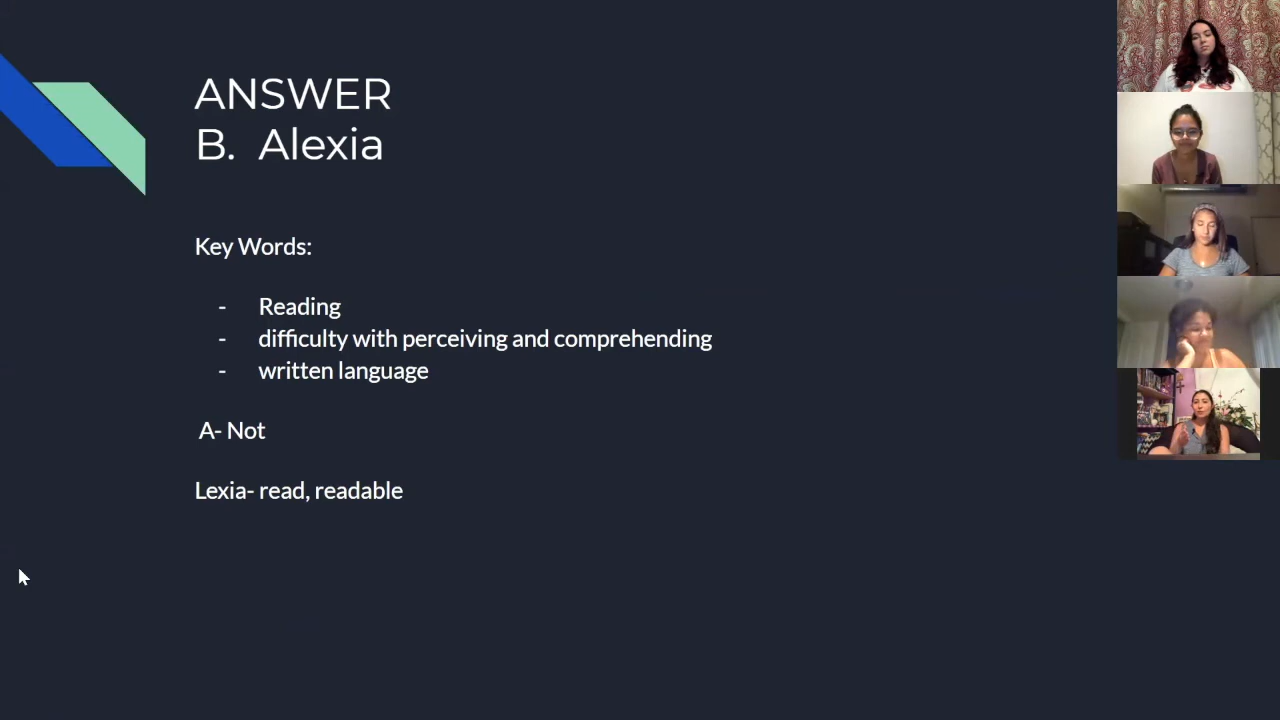 ANSWER
B. Alexia
Key Words:
- Reading
- difficulty with perceiving and comprehending
- written language
A- Not
Lexia- read, readable